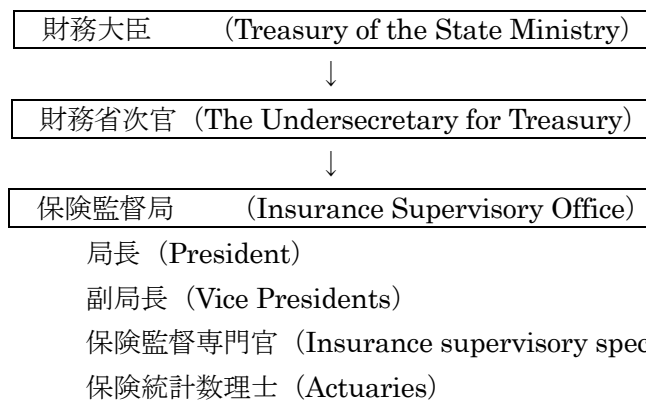 財務大臣 (Treasury of the State Ministry)
↓
財務省次官 (The Undersecretary for Treasury)
↓
保険監督局 (Insurance Supervisory Office)
局長 (President)
副局長 (Vice Presidents)
保険監督専門官 (Insurance supervisory
保険統計数理士 (Actuaries)